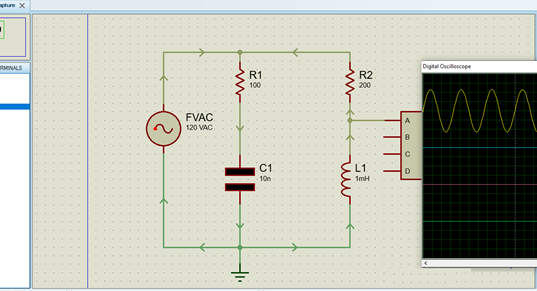 apture
TERMINALS
FVAC
120 VAC
R1
100
C1
10n
R2
200
L1
1mH
A
B
C
D
Digital Oscilloscope